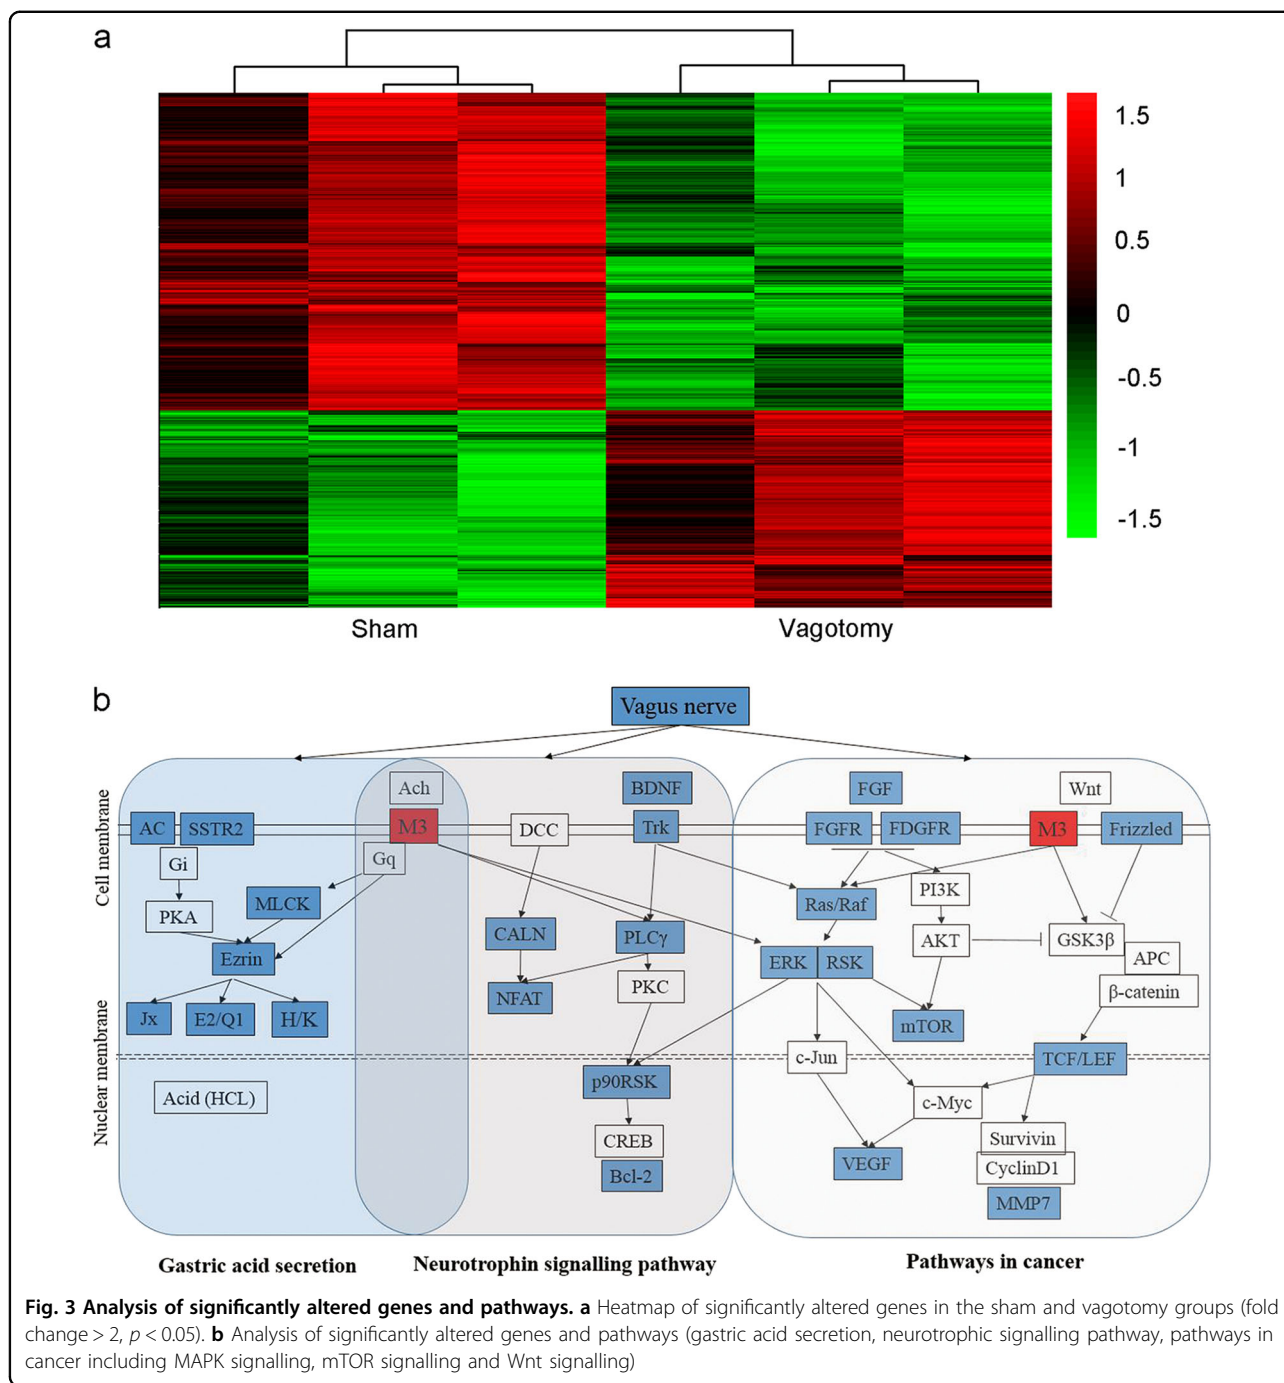 a
1.5
1
0.5
0
-0.5
-1
-1.5
Sham Vagotomy
b
Vagus nerve
Cell membrane
Nuclear membrane
Ach
BDNF
FGF
Wnt
AC SSTR2 M3 DCC Trk FGFR FDGFR M3 Frizzled
Gi
Gq
PKA
MLCK
Ras/Raf
PI3K
CALN
PLCγ
AKT
GSK3β
Ezrin
ERK RSK
APC
NFAT
PKC
β-catenin
Jx E2/Q1 H/K
mTOR
c-Jun
TCF/LEF
Acid (HCL)
p90RSK
c-Myc
CREB
Survivin
Bcl-2
VEGF
CyclinD1
MMP7
Gastric acid secretion Neurotrophin signalling pathway Pathways in cancer
Fig. 3 Analysis of significantly altered genes and pathways. a Heatmap of significantly altered genes in the sham and vagotomy groups (fold
change > 2, p < 0.05). b Analysis of significantly altered genes and pathways (gastric acid secretion, neurotrophic signalling pathway, pathways in
cancer including MAPK signalling, mTOR signalling and Wnt signalling)